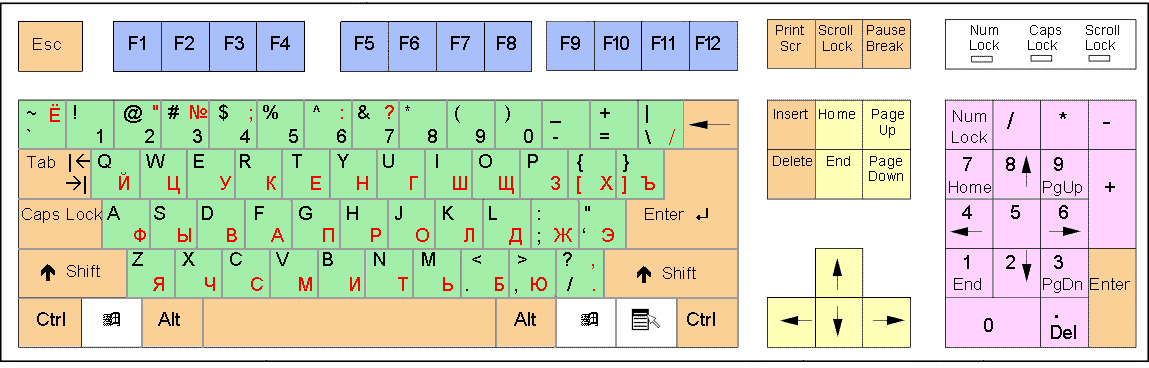 Esc F1 F2 F3 F4 F5 F6 F7 F8 F9 F10 F11 F12 Print Scr Scroll Lock Pause Break Num Lock Caps Lock Scroll Lock
~ Ё ! @ " # № $ ; % ^ : & ? * ( ) _ + | ←
` 1 2 3 4 5 6 7 8 9 0 - = \ /
Insert Home Page Up
Num Lock / * -
Tab |← Q W E R T Y U I O P { }
→| Й Ц У К Е Н Г Ш Щ З [ Х ] Ъ
Delete End Page Down
7 8 9 +
Home ↑ PgUp
Caps Lock A S D F G H J K L : " Enter ↵
Ф Ы В А П Р О Л Д ; Ж ‘ Э
4 5 6
← →
↑ Shift Z X C V B N M < > ? , ↑ Shift
Я Ч С М И Т Ь . Б , Ю / .
↑
1 2 3 Enter
End ↓ PgDn
Ctrl Alt Alt Ctrl
← ↓ →
0 . Del